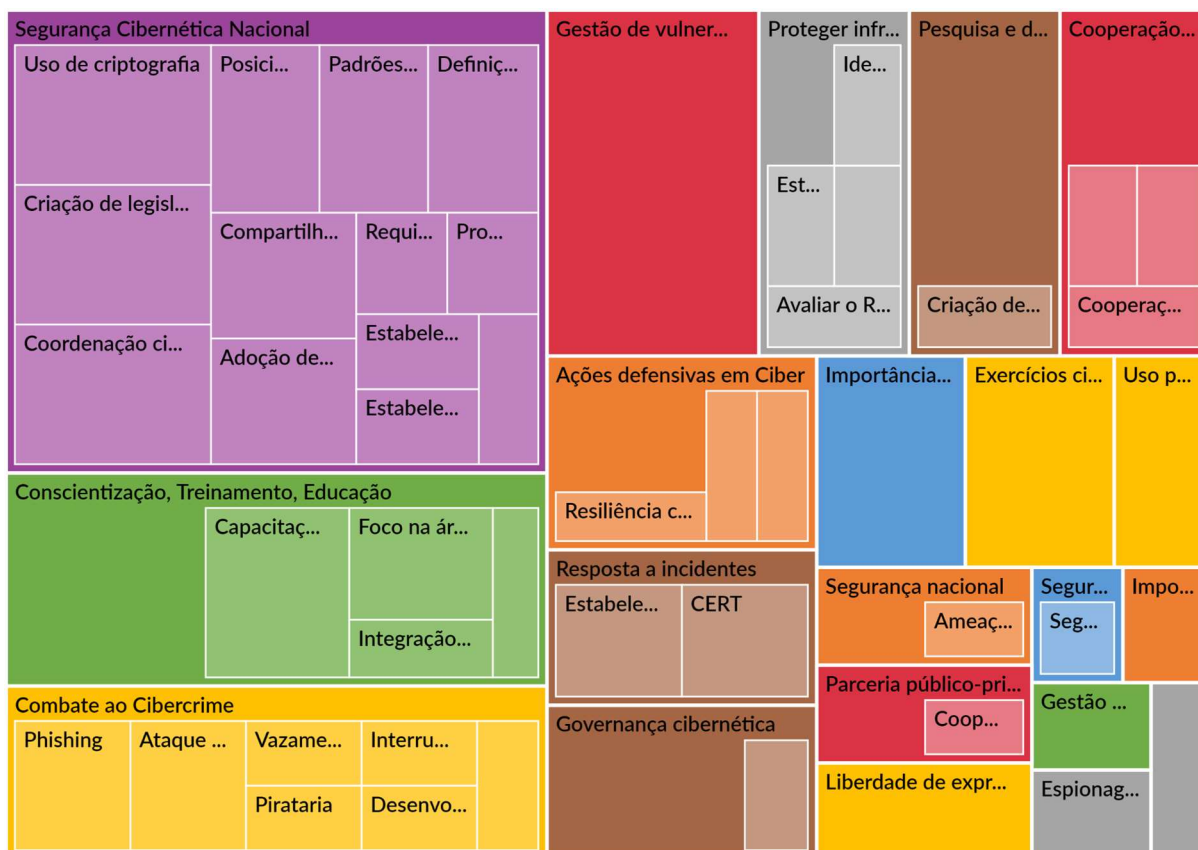 Segurança Cibernética Nacional
Uso de criptografia
Posici...
Padrões...
Definiç...
Criação de legisl...
Compartilh...
Requi...
Pro...
Coordenação ci...
Adoção de...
Estabele...
Estabele...
Conscientização, Treinamento, Educação
Capacitaç...
Foco na ár...
Integração...
Combate ao Cibercrime
Phishing
Ataque ...
Vazame...
Interru...
Pirataria
Desenvo...
Gestão de vulner...
Proteger infr...
Ide...
Est...
Avaliar o R...
Pesquisa e d...
Criação de...
Cooperação...
Cooperaç...
Ações defensivas em Ciber
Resiliência c...
Importância...
Exercícios ci...
Uso p...
Resposta a incidentes
Estabele...
CERT
Segurança nacional
Ameaç...
Segur...
Seg...
Impo...
Governança cibernética
Parceria público-pri...
Coop...
Gestão ...
Liberdade de expr...
Espionag...